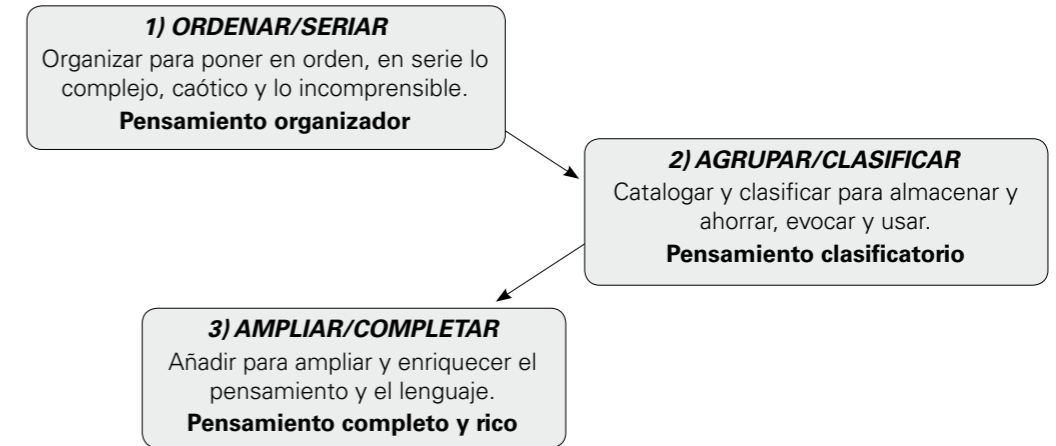 1) ORDENAR/SERIAR
Organizar para poner en orden, en serie lo
complejo, caótico y lo incomprensible.
Pensamiento organizador
2) AGRUPAR/CLASIFICAR
Catalogar y clasificar para almacenar y
ahorrar, evocar y usar.
Pensamiento clasificatorio
3) AMPLIAR/COMPLETAR
Añadir para ampliar y enriquecer el
pensamiento y el lenguaje.
Pensamiento completo y rico